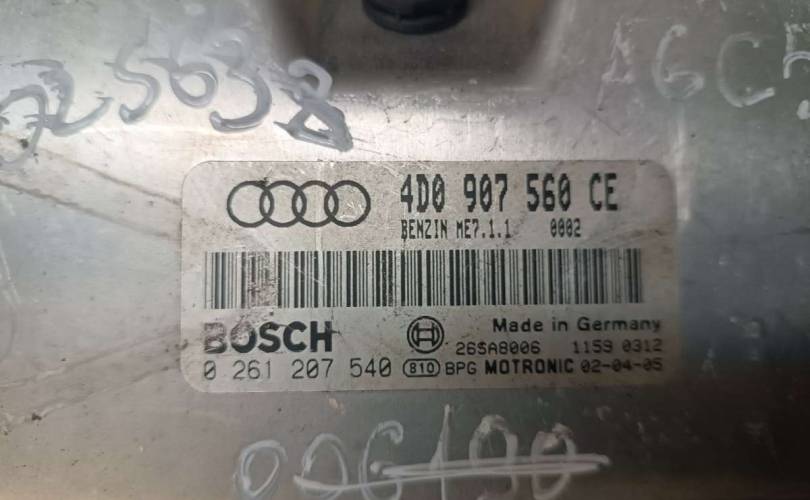 25638
4D0 907 560 CE
BENZIN ME7.1.1 0002
BOSCH
Made in Germany
26SA8006 1159 0312
0 261 207 540 810 BPG MOTRONIC 02-04-05